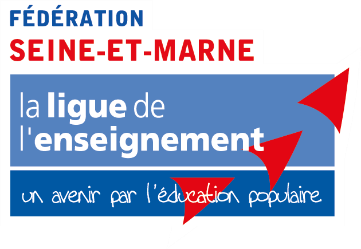 FÉDÉRATION
SEINE-ET-MARNE
la ligue de
l'enseignement
un avenir par l'éducation populaire